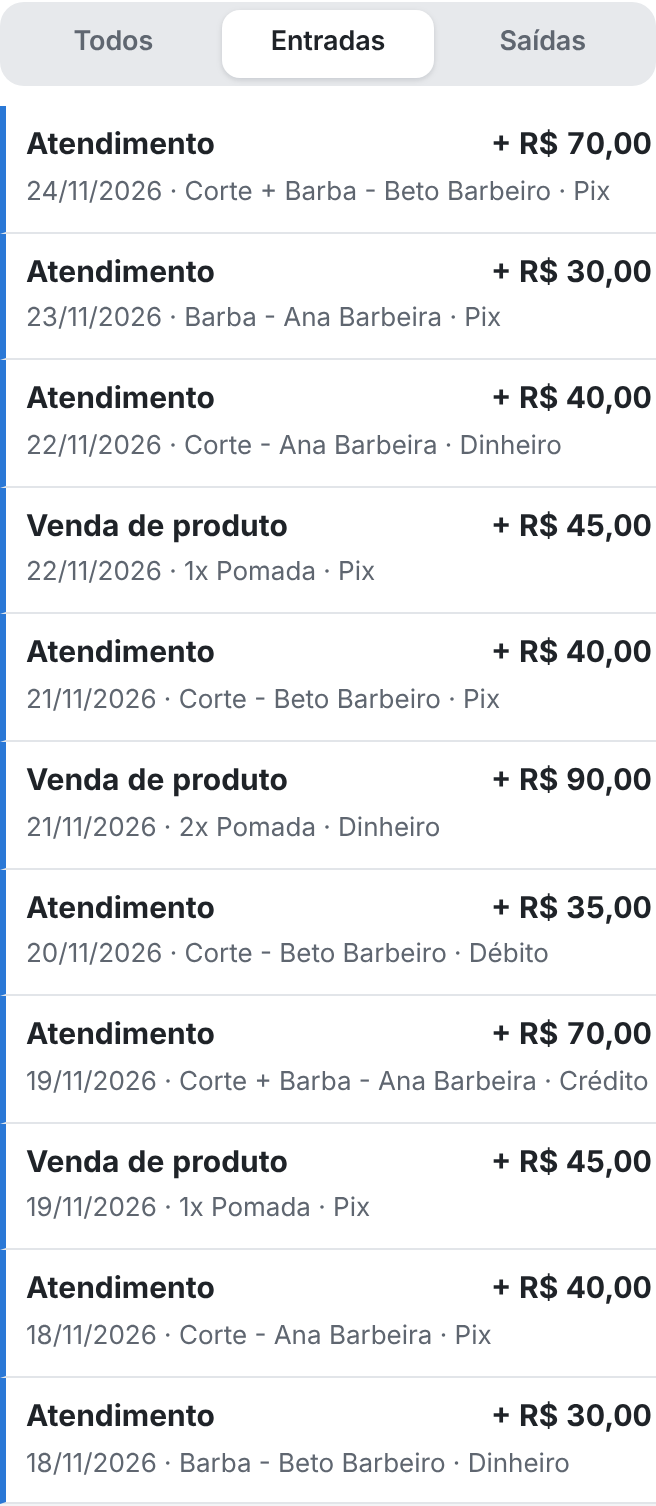 Todos Entradas Saídas
Atendimento + R$ 70,00
24/11/2026 · Corte + Barba - Beto Barbeiro · Pix
Atendimento + R$ 30,00
23/11/2026 · Barba - Ana Barbeira · Pix
Atendimento + R$ 40,00
22/11/2026 · Corte - Ana Barbeira · Dinheiro
Venda de produto + R$ 45,00
22/11/2026 · 1x Pomada · Pix
Atendimento + R$ 40,00
21/11/2026 · Corte - Beto Barbeiro · Pix
Venda de produto + R$ 90,00
21/11/2026 · 2x Pomada · Dinheiro
Atendimento + R$ 35,00
20/11/2026 · Corte - Beto Barbeiro · Débito
Atendimento + R$ 70,00
19/11/2026 · Corte + Barba - Ana Barbeira · Crédito
Venda de produto + R$ 45,00
19/11/2026 · 1x Pomada · Pix
Atendimento + R$ 40,00
18/11/2026 · Corte - Ana Barbeira · Pix
Atendimento + R$ 30,00
18/11/2026 · Barba - Beto Barbeiro · Dinheiro